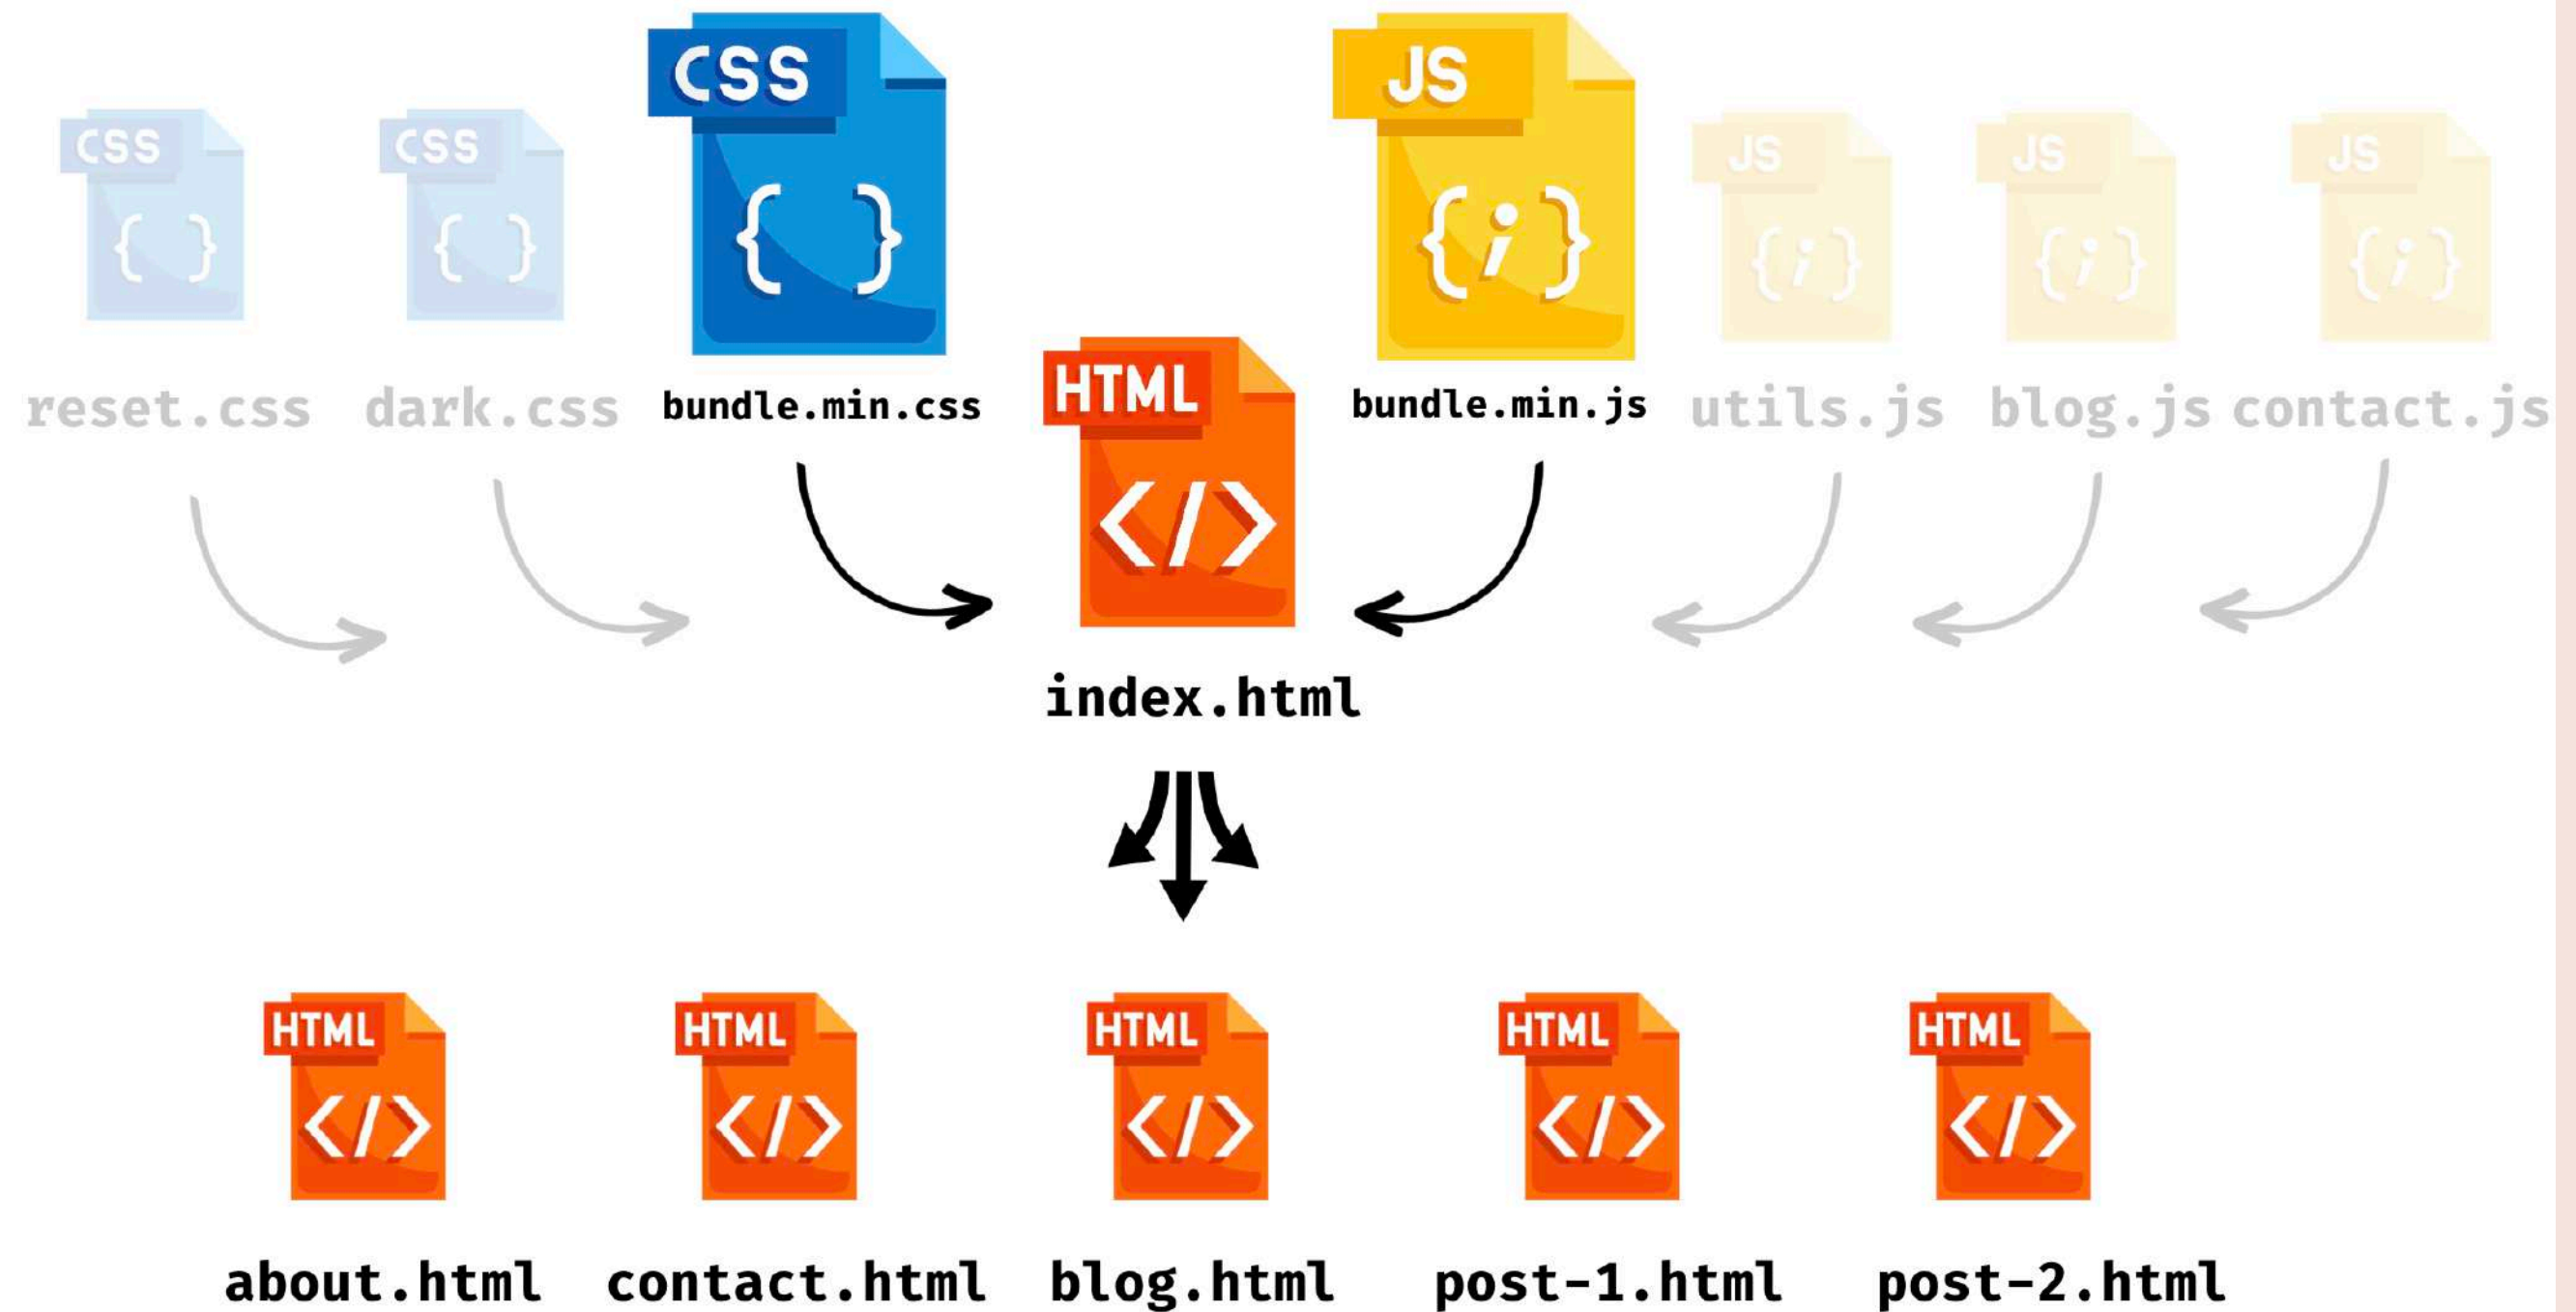 CSS
{ }
reset.css
CSS
{ }
dark.css
CSS
{ }
bundle.min.css
HTML
</>
index.html
JS
{;}
bundle.min.js
JS
{;}
utils.js
JS
{;}
blog.js
JS
{;}
contact.js
HTML
</>
about.html
HTML
</>
contact.html
HTML
</>
blog.html
HTML
</>
post-1.html
HTML
</>
post-2.html